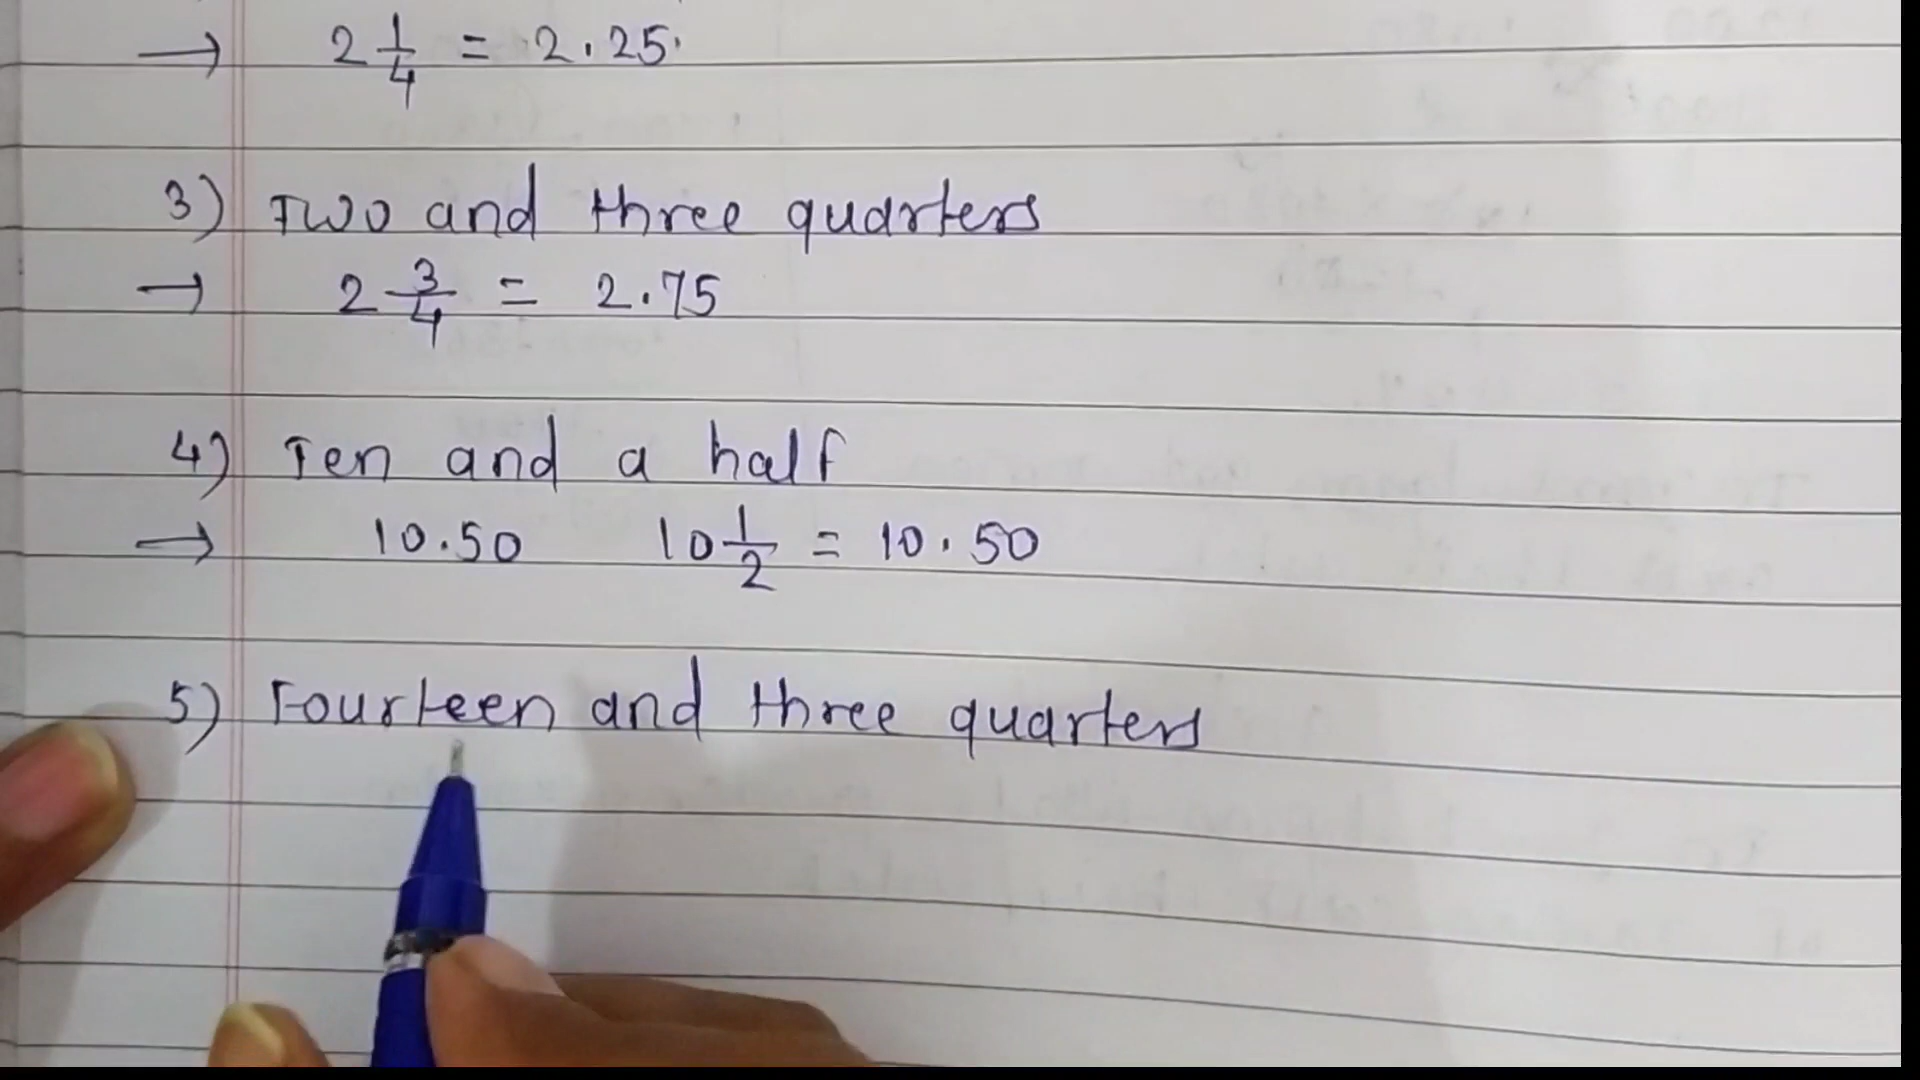 → 2 1/4 = 2.25
3) Two and three quarters
→ 2 3/4 = 2.75
4) Ten and a half
→ 10.50 10 1/2 = 10.50
5) Fourteen and three quarters